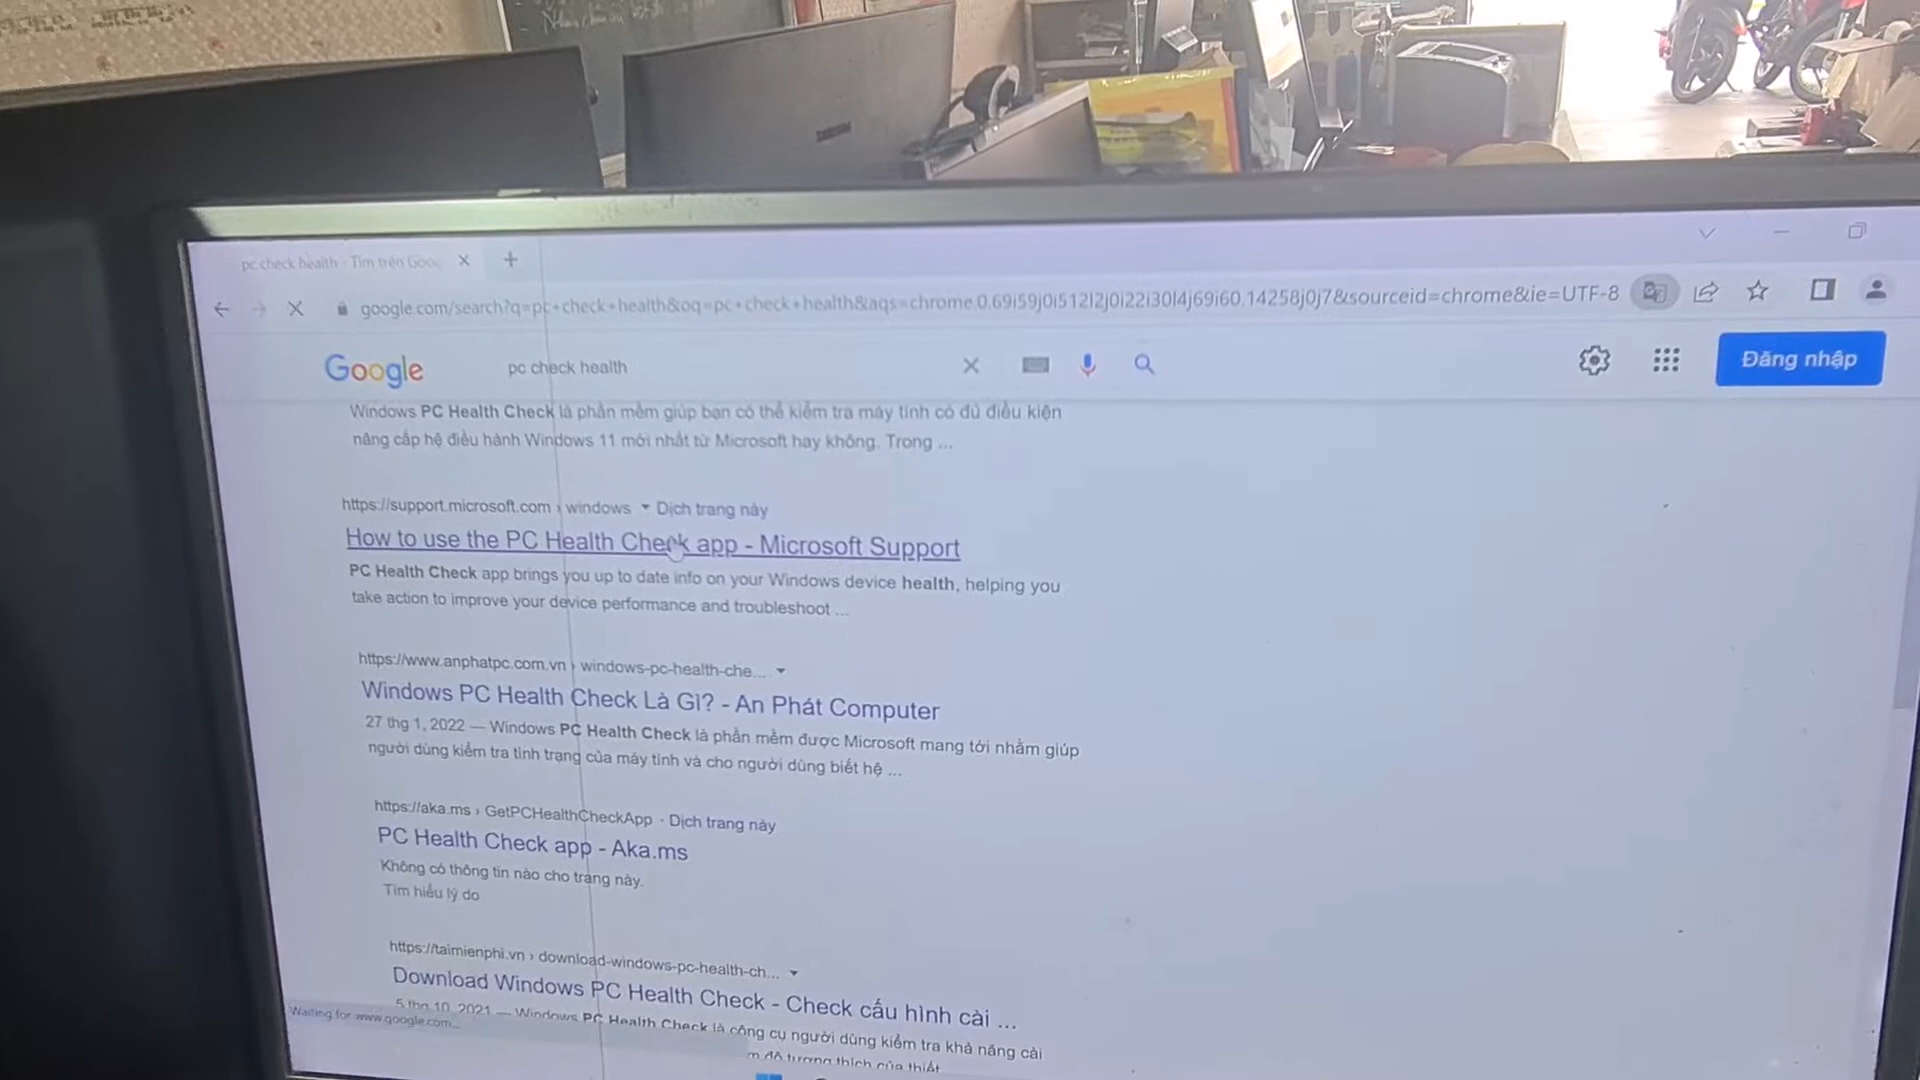 SAMSUNG
pc check health - Tìm trên Goog
google.com/search?q=pc+check+health&oq=pc+check+health&aqs=chrome.0.69i59j0i512l2j0i22i30l4j69i60.14258j0j7&sourceid=chrome&ie=UTF-8
Google pc check health Đăng nhập
Windows PC Health Check là phần mềm giúp bạn có thể kiểm tra máy tính có đủ điều kiện
nâng cấp hệ điều hành Windows 11 mới nhất từ Microsoft hay không. Trong ...
https://support.microsoft.com › windows Dịch trang này
How to use the PC Health Check app - Microsoft Support
PC Health Check app brings you up to date info on your Windows device health, helping you
take action to improve your device performance and troubleshoot ...
https://www.anphatpc.com.vn › windows-pc-health-che...
Windows PC Health Check Là Gì? - An Phát Computer
27 thg 1, 2022 — Windows PC Health Check là phần mềm được Microsoft mang tới nhằm giúp
người dùng kiểm tra tình trạng của máy tính và cho người dùng biết hệ ...
https://aka.ms › GetPCHealthCheckApp · Dịch trang này
PC Health Check app - Aka.ms
Không có thông tin nào cho trang này.
Tìm hiểu lý do
https://taimienphi.vn › download-windows-pc-health-ch...
Download Windows PC Health Check - Check cấu hình cài ...
5 thg 10, 2021 — Windows PC Health Check là công cụ người dùng kiểm tra khả năng cài
Waiting for www.google.com...
độ tương thích của thiết